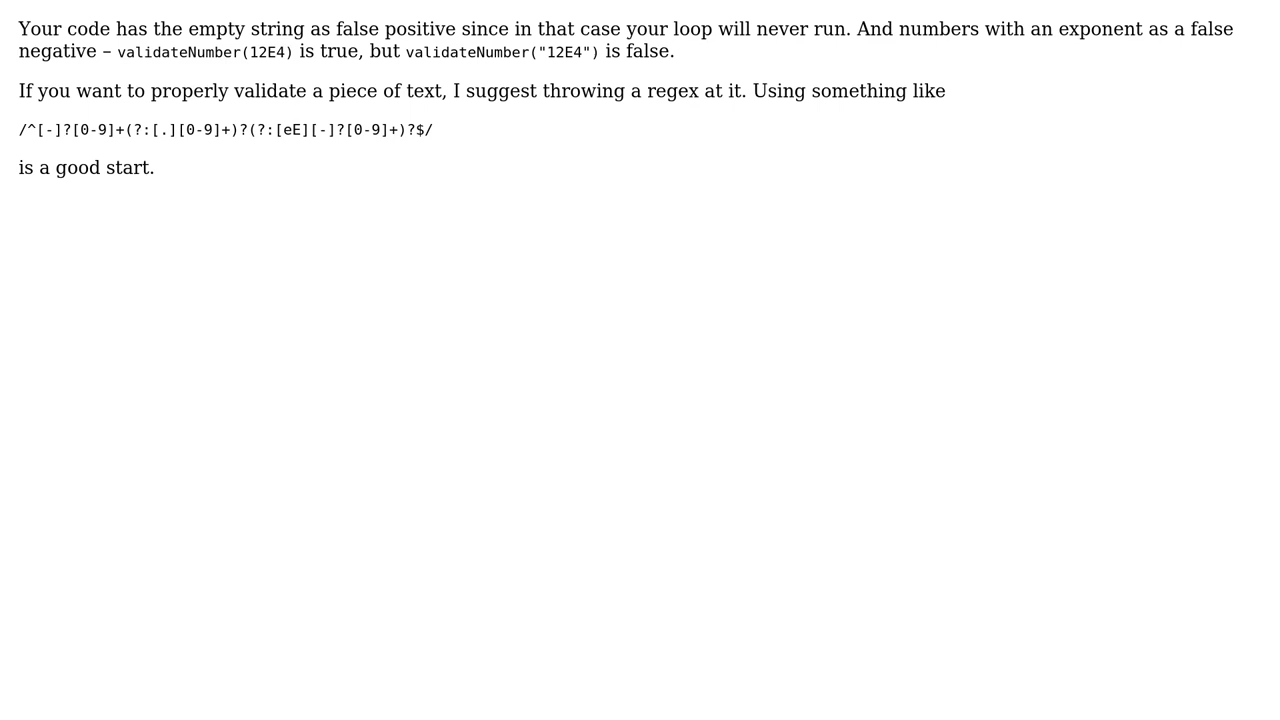 Your code has the empty string as false positive since in that case your loop will never run. And numbers with an exponent as a false
negative – validateNumber(12E4) is true, but validateNumber("12E4") is false.
If you want to properly validate a piece of text, I suggest throwing a regex at it. Using something like
/^[-]?[0-9]+(?:[.][0-9]+)?(?:[eE][-]?[0-9]+)?$/
is a good start.